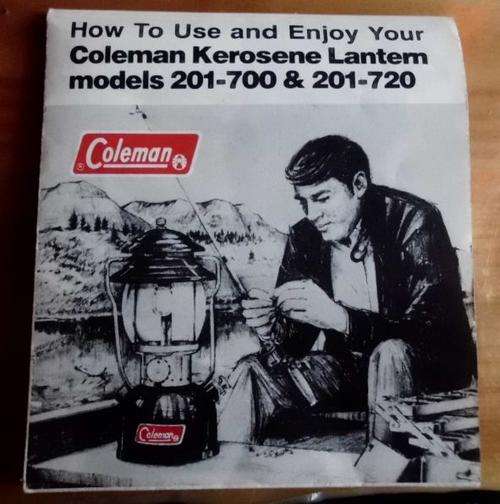 How To Use and Enjoy Your
Coleman Kerosene Lantern
models 201-700 & 201-720
Coleman
Coleman